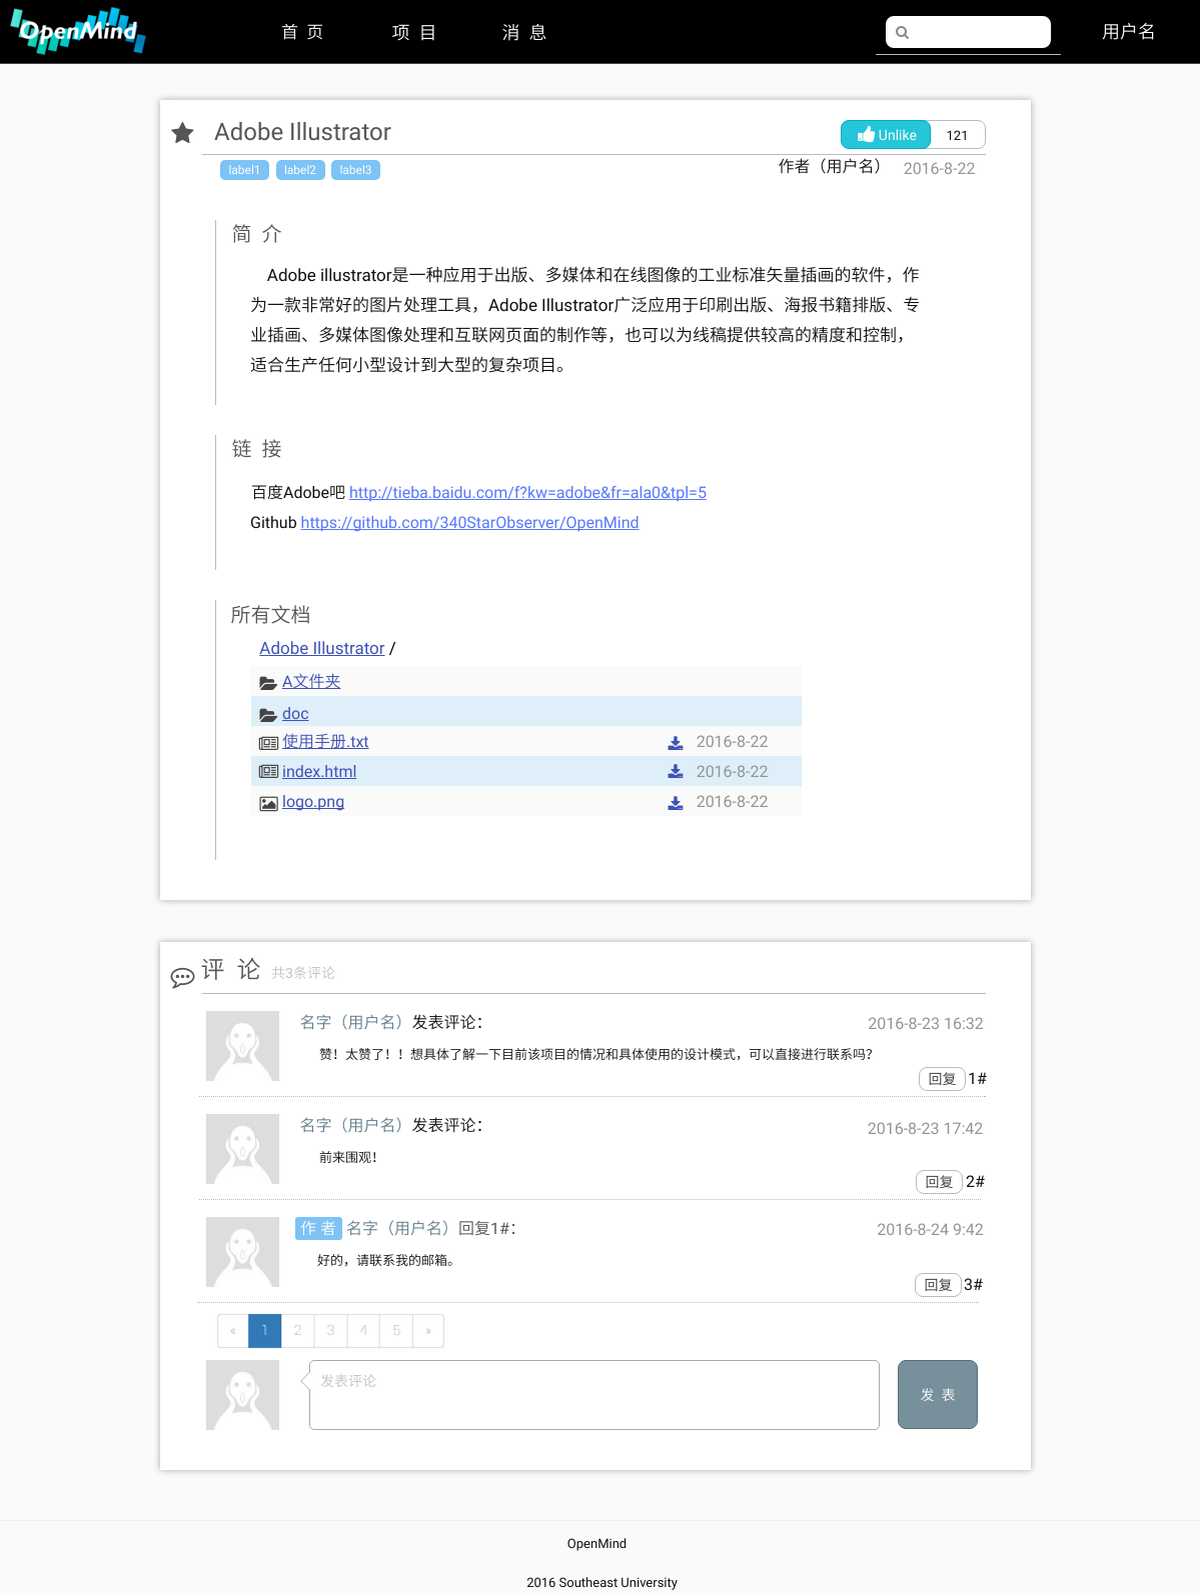 OpenMind
首 页
项 目
消 息
用户名
Adobe Illustrator
Unlike
121
label1
label2
label3
作者（用户名）
2016-8-22
简 介
Adobe illustrator是一种应用于出版、多媒体和在线图像的工业标准矢量插画的软件，作
为一款非常好的图片处理工具，Adobe Illustrator广泛应用于印刷出版、海报书籍排版、专
业插画、多媒体图像处理和互联网页面的制作等，也可以为线稿提供较高的精度和控制，
适合生产任何小型设计到大型的复杂项目。
链 接
百度Adobe吧 http://tieba.baidu.com/f?kw=adobe&fr=ala0&tpl=5
Github https://github.com/340StarObserver/OpenMind
所有文档
Adobe Illustrator /
A文件夹
doc
使用手册.txt 2016-8-22
index.html 2016-8-22
logo.png 2016-8-22
评 论 共3条评论
名字（用户名）发表评论： 2016-8-23 16:32
赞！太赞了！！想具体了解一下目前该项目的情况和具体使用的设计模式，可以直接进行联系吗？
回复 1#
名字（用户名）发表评论： 2016-8-23 17:42
前来围观！
回复 2#
作 者 名字（用户名）回复1#： 2016-8-24 9:42
好的，请联系我的邮箱。
回复 3#
« 1 2 3 4 5 »
发表评论
发 表
OpenMind
2016 Southeast University